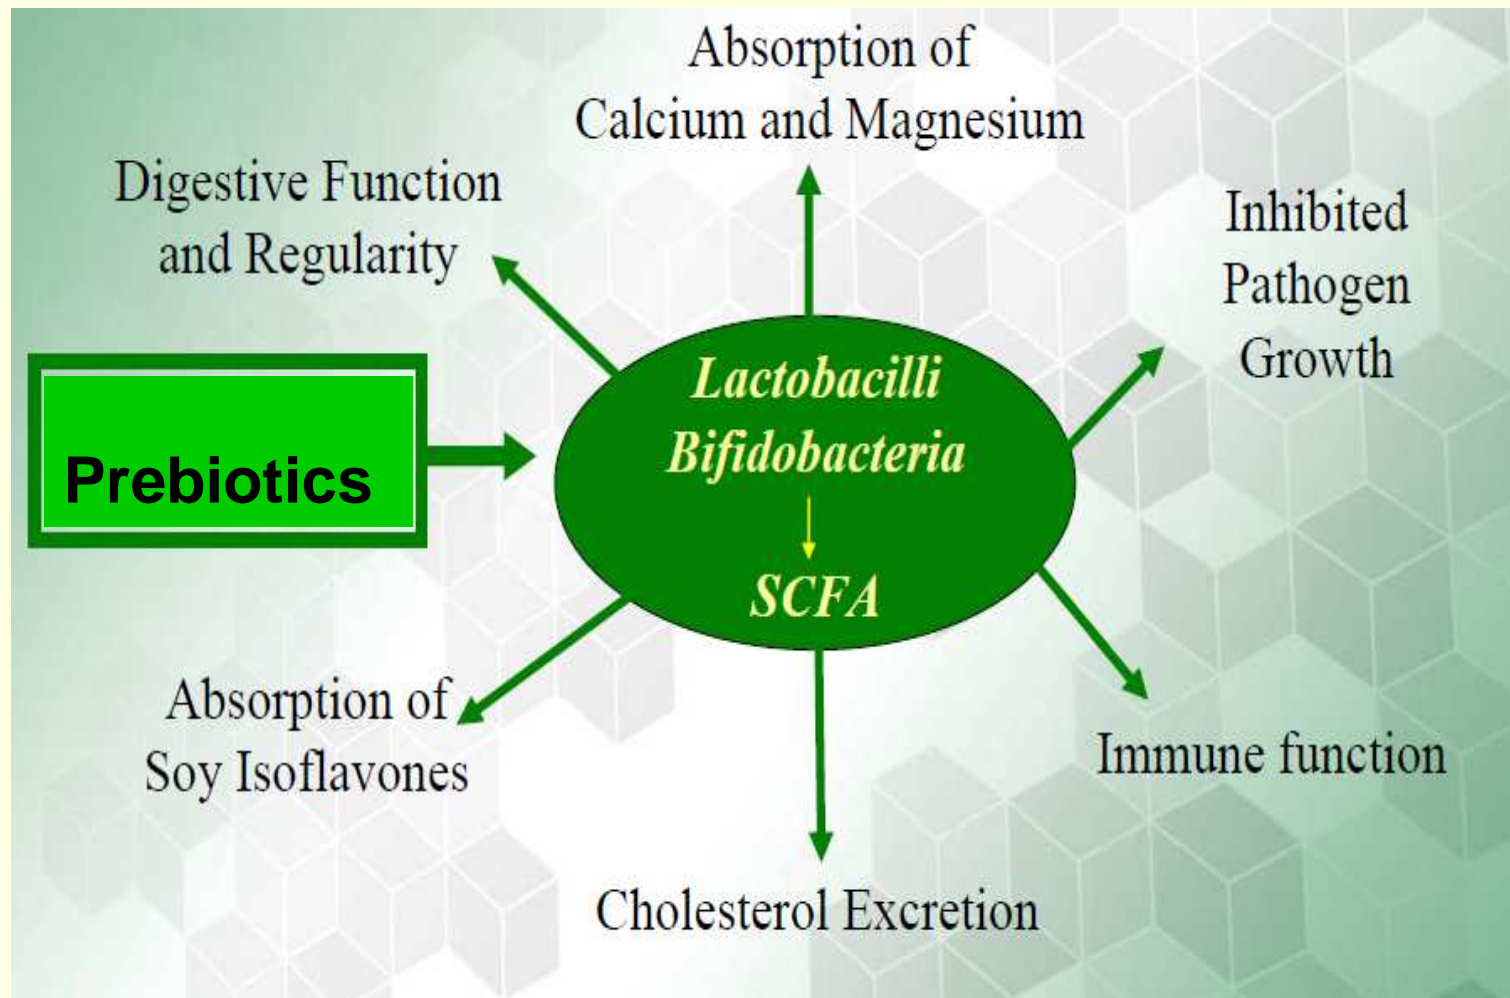 Absorption of
Calcium and Magnesium
Digestive Function
and Regularity
Inhibited
Pathogen
Growth
Prebiotics
Lactobacilli
Bifidobacteria
SCFA
Absorption of
Soy Isoflavones
Immune function
Cholesterol Excretion